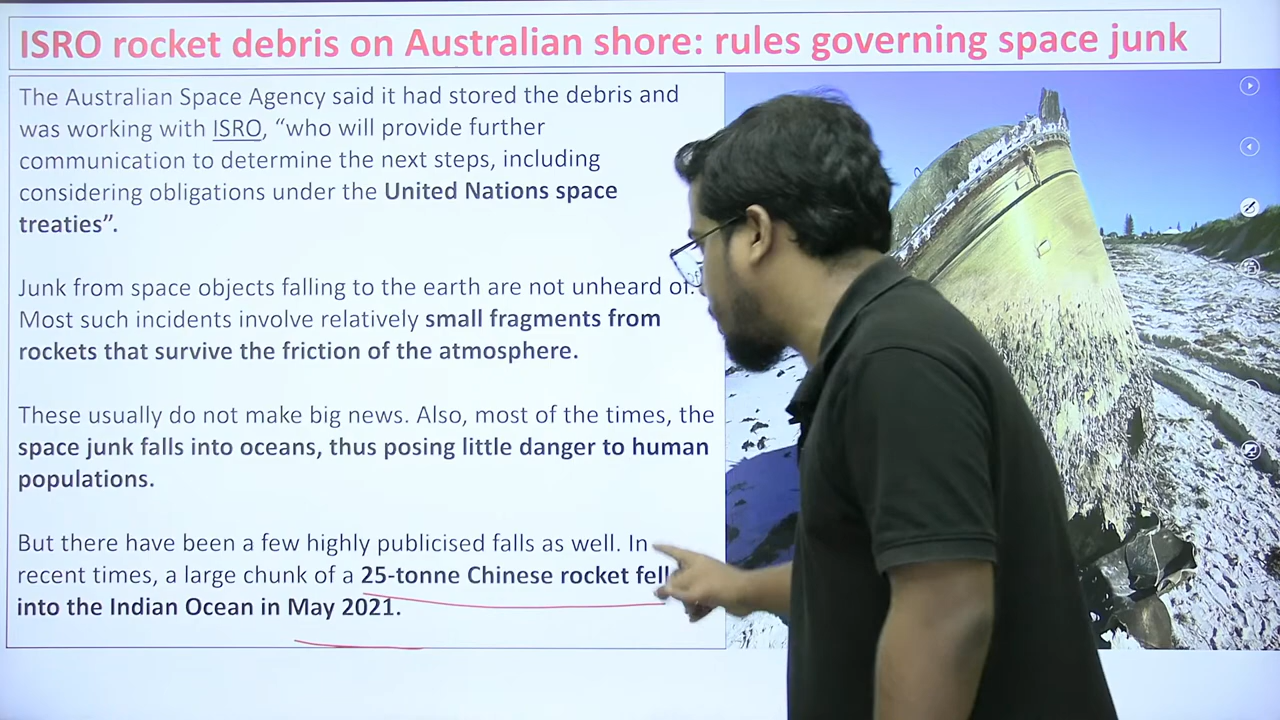 ISRO rocket debris on Australian shore: rules governing space junk
The Australian Space Agency said it had stored the debris and
was working with ISRO, “who will provide further
communication to determine the next steps, including
considering obligations under the United Nations space
treaties”.
Junk from space objects falling to the earth are not unheard of.
Most such incidents involve relatively small fragments from
rockets that survive the friction of the atmosphere.
These usually do not make big news. Also, most of the times, the
space junk falls into oceans, thus posing little danger to human
populations.
But there have been a few highly publicised falls as well. In
recent times, a large chunk of a 25-tonne Chinese rocket fell
into the Indian Ocean in May 2021.